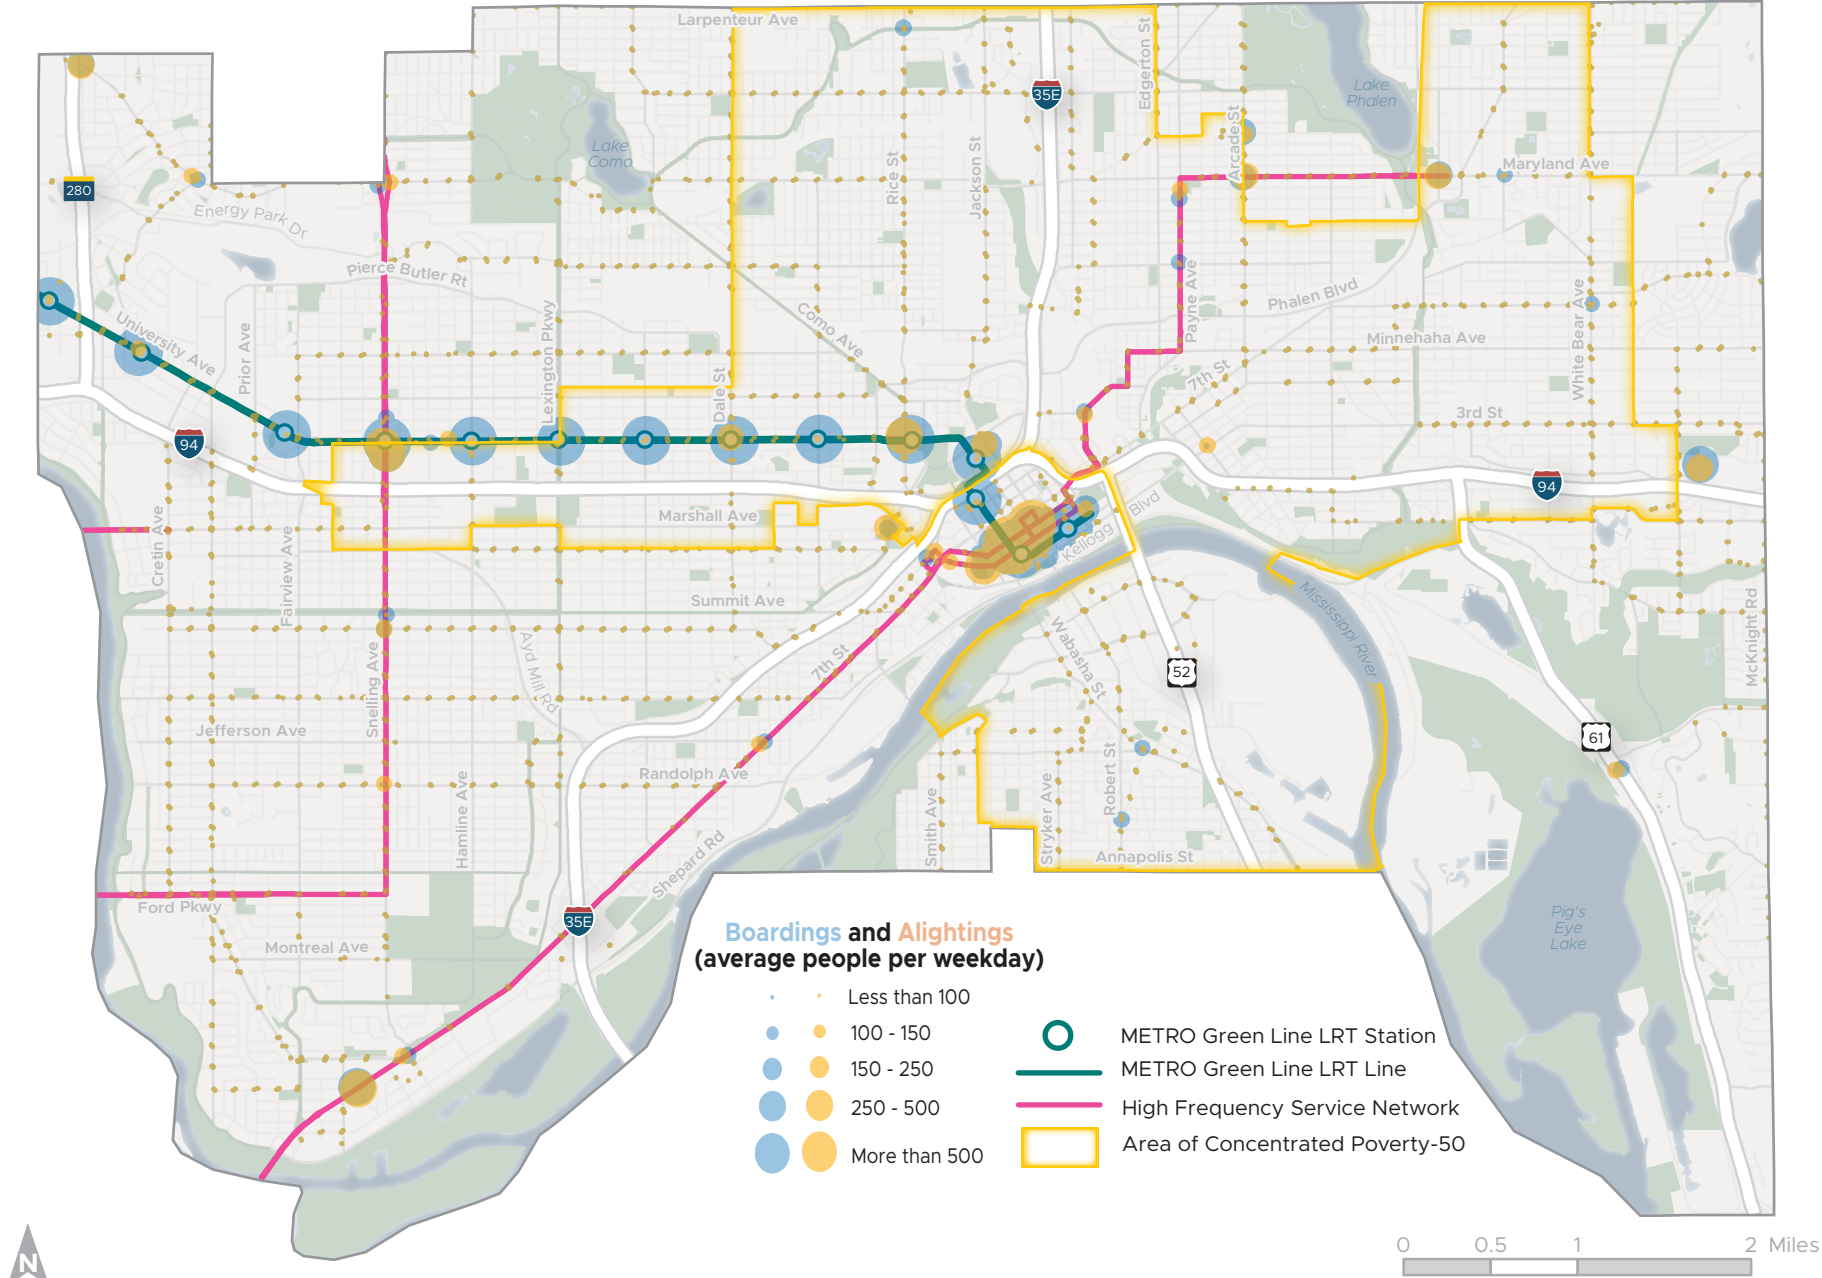 Larpenteur Ave
Edgerton St
35E
Lake
Phalen
Lake
Como
Rice St
Jackson St
Arcade St
Maryland Ave
280
Energy Park Dr
Pierce Butler Rt
Payne Ave
Phalen Blvd
White Bear Ave
University Ave
Prior Ave
Lexington Pkwy
Como Ave
Minnehaha Ave
Dale St
7th St
3rd St
94
94
Marshall Ave
Kellogg Blvd
Cretin Ave
Fairview Ave
Summit Ave
Mississippi River
McKnight Rd
Ayd Mill Rd
Wabasha St
7th St
52
Snelling Ave
Jefferson Ave
61
Randolph Ave
Hamline Ave
Smith Ave
Stryker Ave
Robert St
Shepard Rd
Annapolis St
Ford Pkwy
35E
Montreal Ave
Pig's
Eye
Lake
Boardings and Alightings
(average people per weekday)
Less than 100
100 - 150
150 - 250
250 - 500
More than 500
METRO Green Line LRT Station
METRO Green Line LRT Line
High Frequency Service Network
Area of Concentrated Poverty-50
N
0 0.5 1 2 Miles